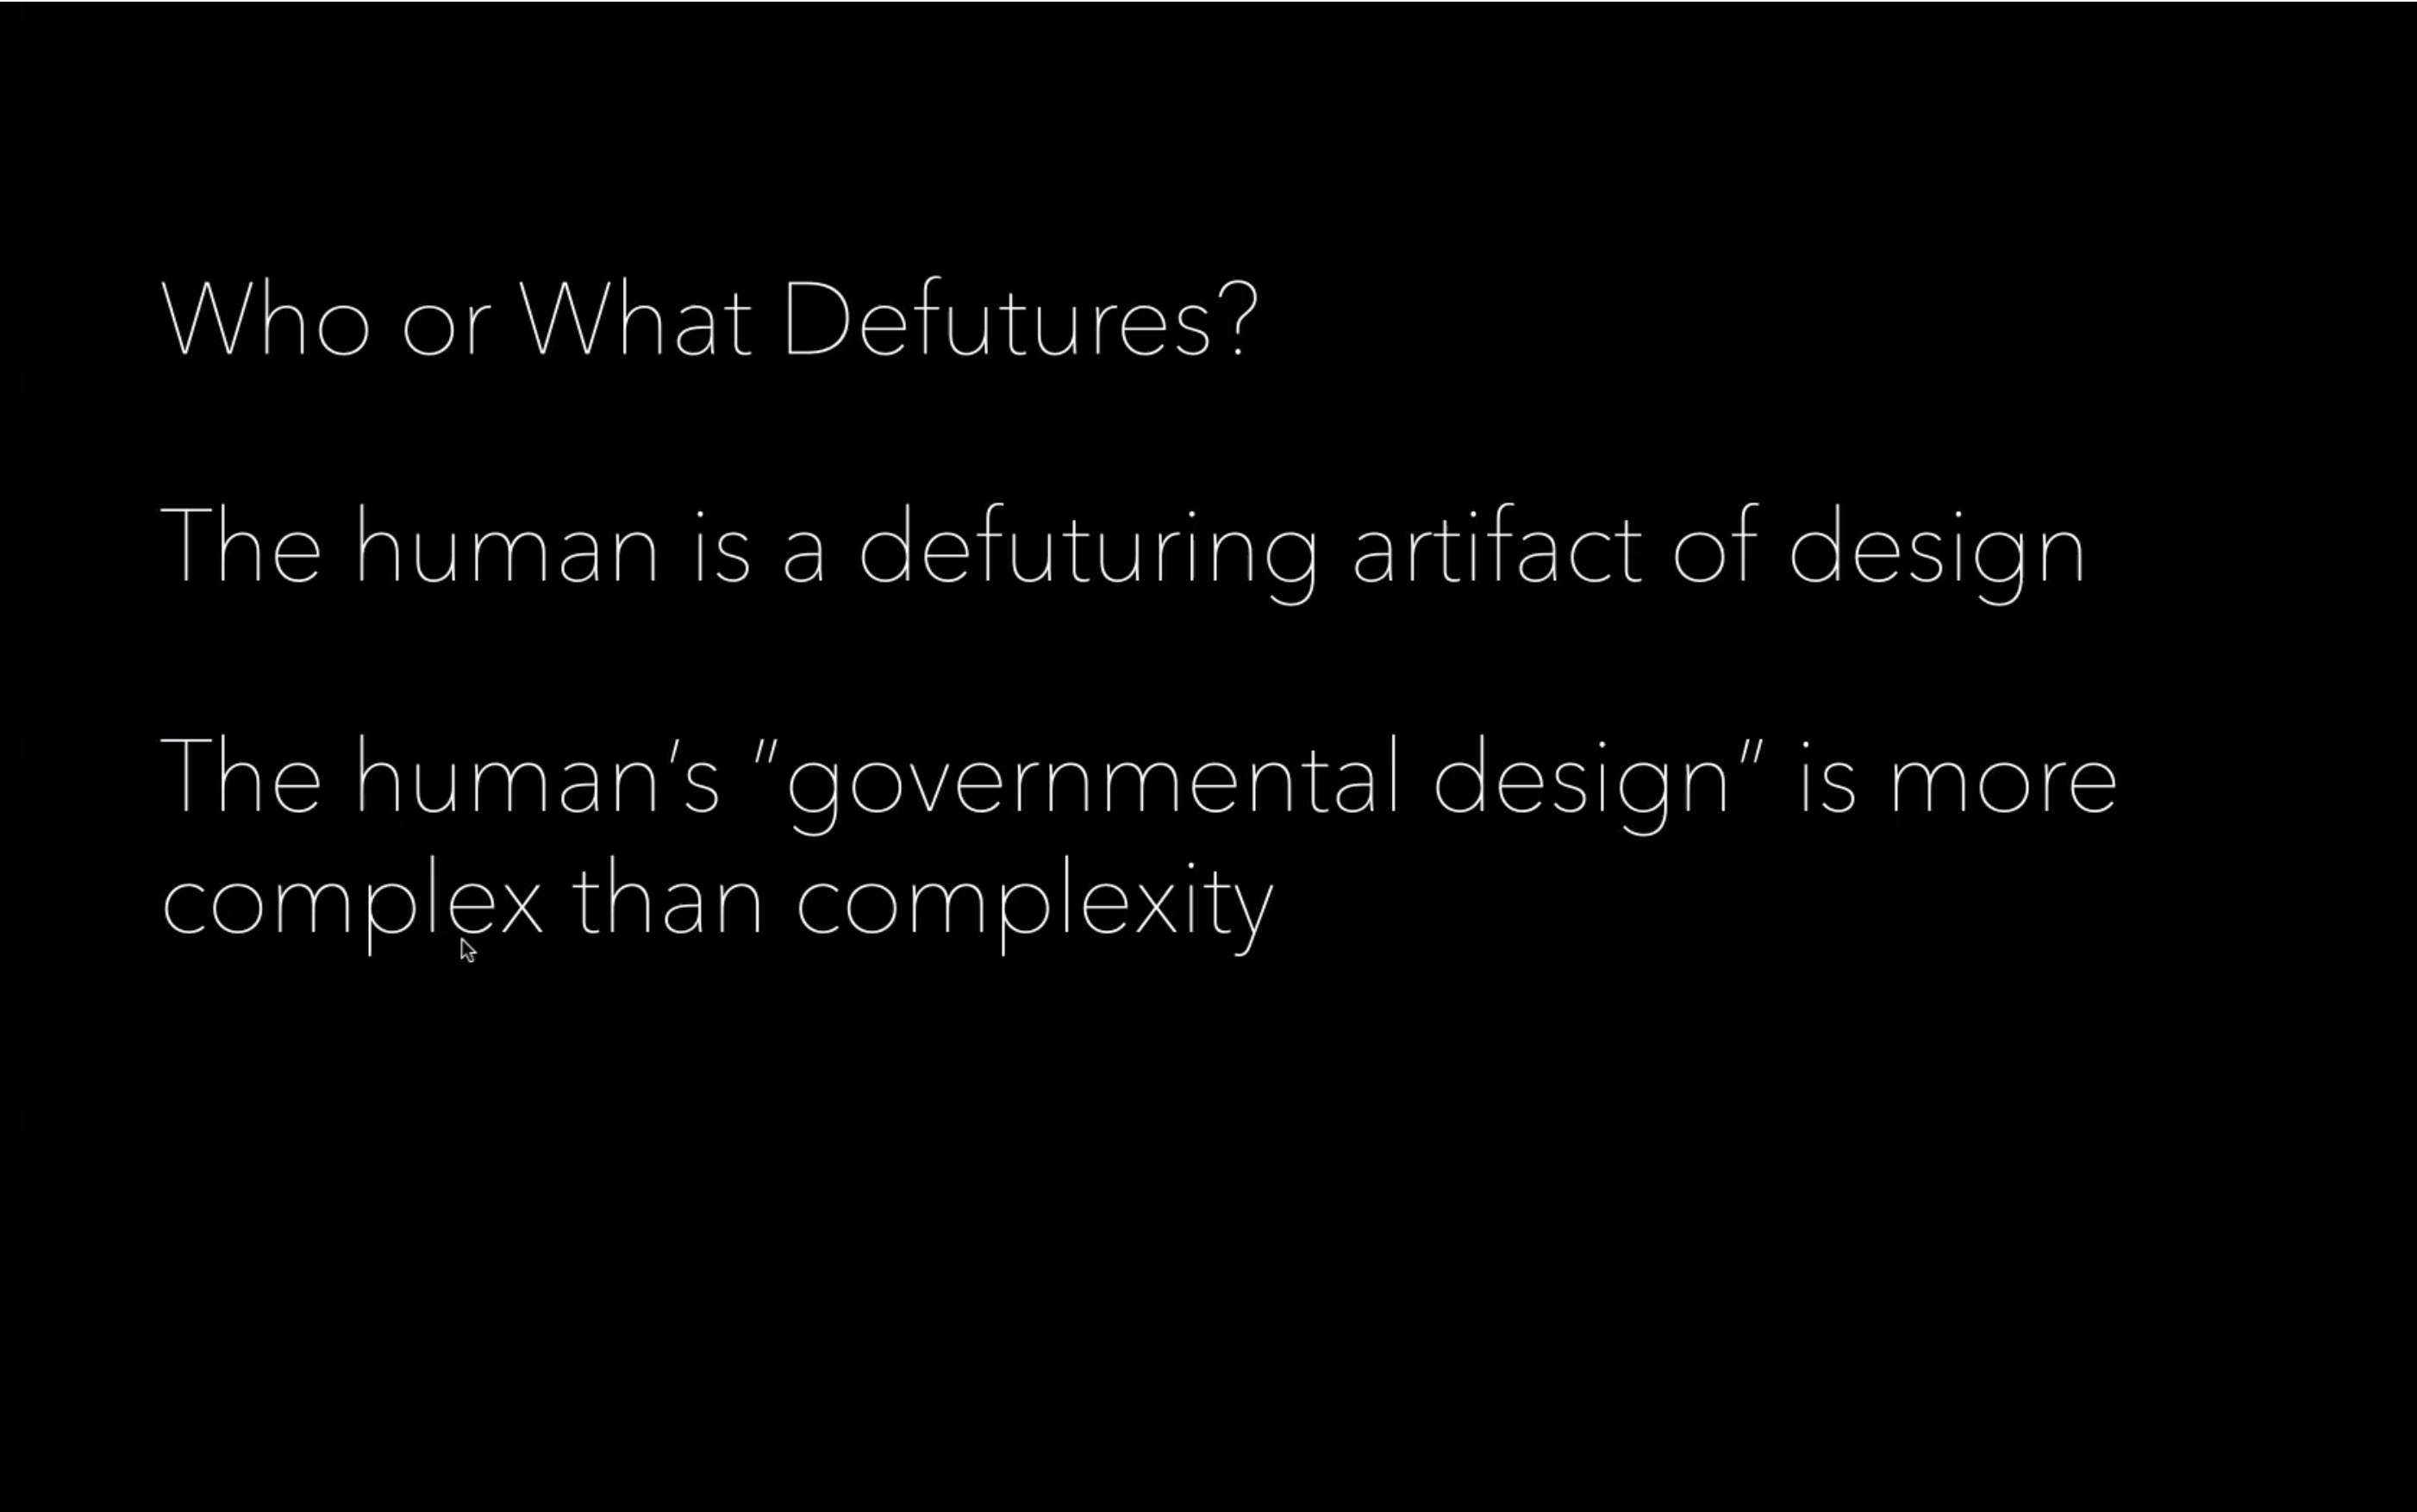 Who or What Defutures?
The human is a defuturing artifact of design
The human's "governmental design" is more
complex than complexity